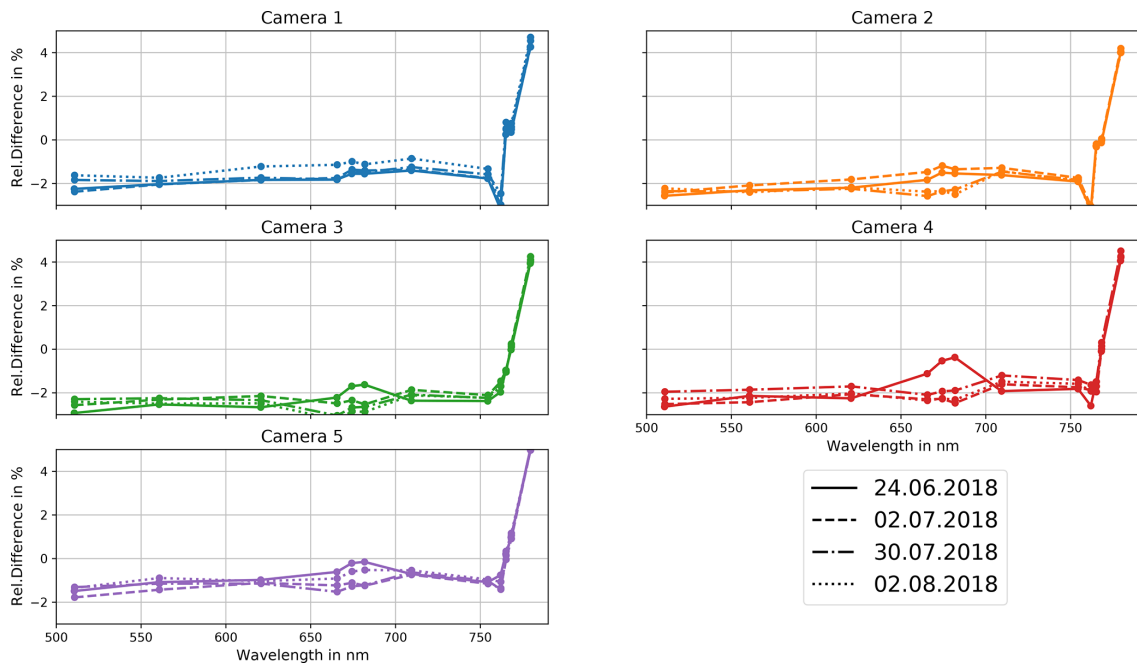 Camera 1
Camera 2
Rel.Difference in %
4
2
0
−2
Camera 3
Camera 4
Rel.Difference in %
4
2
0
−2
500
550
600
650
700
750
Wavelength in nm
Camera 5
Rel.Difference in %
4
2
0
−2
500
550
600
650
700
750
Wavelength in nm
24.06.2018
02.07.2018
30.07.2018
02.08.2018